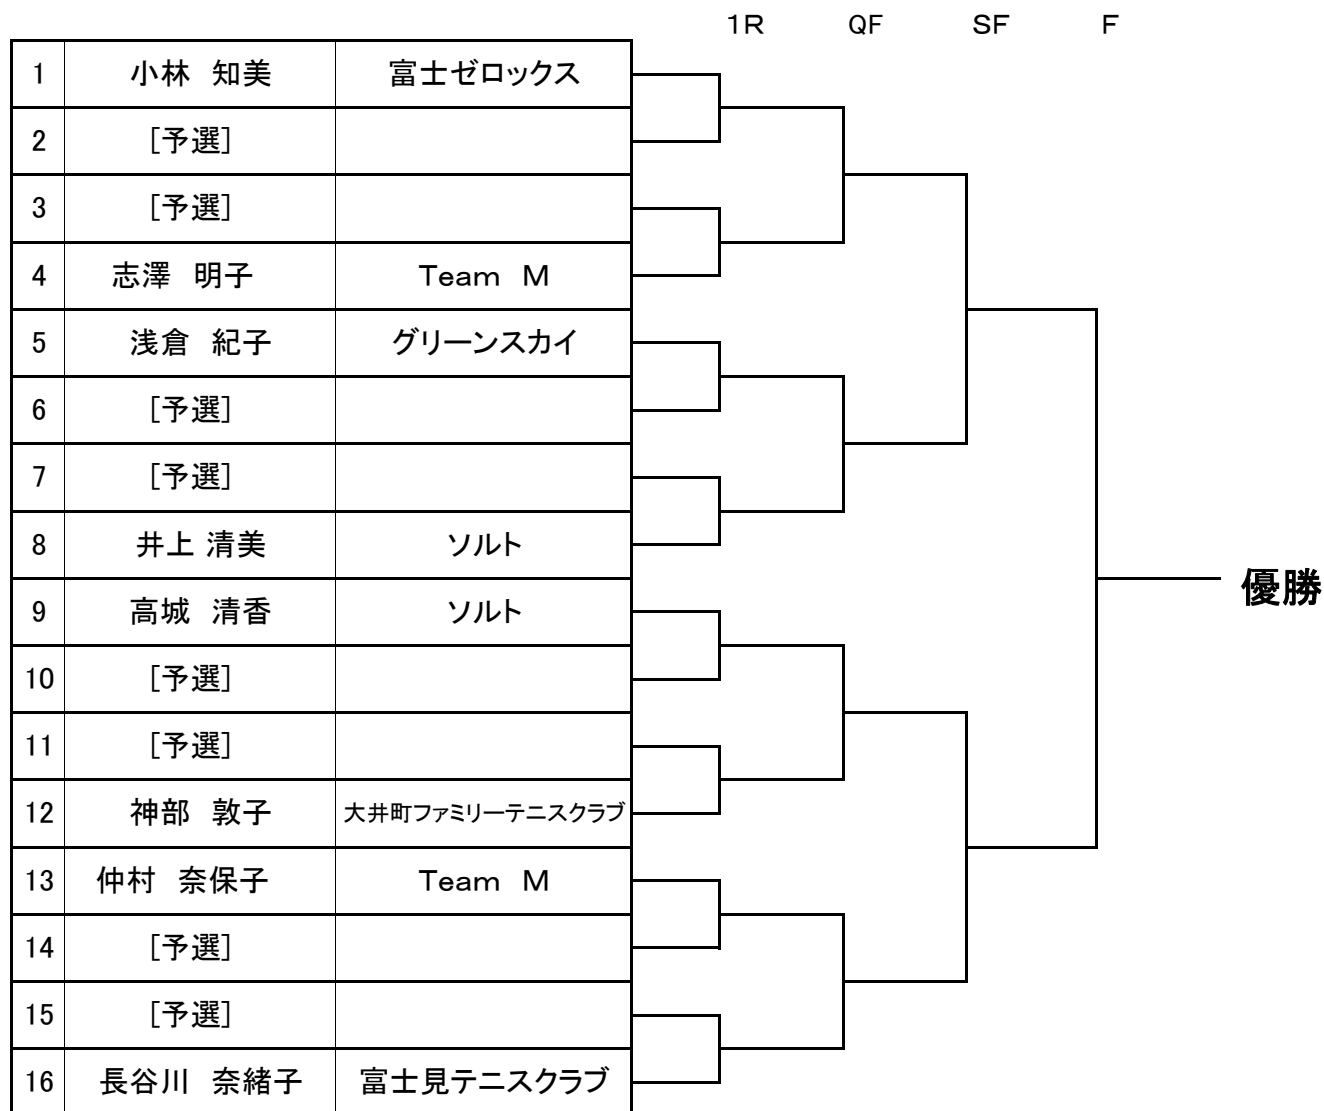 １Ｒ ＱＦ ＳＦ Ｆ
1 小林　知美 富士ゼロックス
2 [予選]
3 [予選]
4 志澤　明子 Ｔｅａｍ　Ｍ
5 浅倉　紀子 グリーンスカイ
6 [予選]
7 [予選]
8 井上 清美 ソルト
優勝
9 高城　清香 ソルト
10 [予選]
11 [予選]
12 神部　敦子 大井町ファミリーテニスクラブ
13 仲村　奈保子 Ｔｅａｍ　Ｍ
14 [予選]
15 [予選]
16 長谷川　奈緒子 富士見テニスクラブ